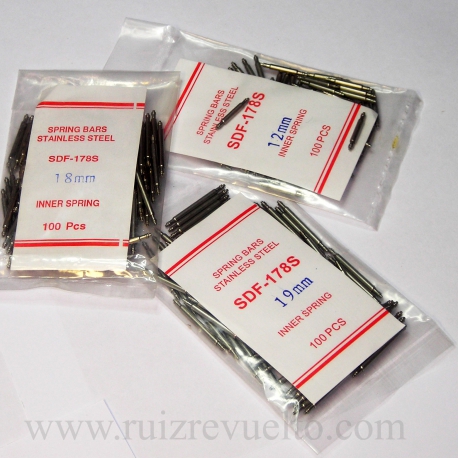 SPRING BARS
STAINLESS STEEL
SDF-178S
12mm
INNER SPRING
100 PCS
SPRING BARS
STAINLESS STEEL
SDF-178S
18mm
INNER SPRING
100 Pcs
SPRING BARS
STAINLESS STEEL
SDF-178S
19mm
INNER SPRING
100 PCS
www.ruizrevuelto.com